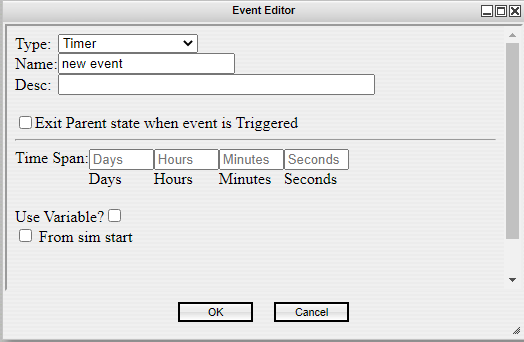 Event Editor
Type: Timer
Name: new event
Desc:
Exit Parent state when event is Triggered
Time Span: Days Hours Minutes Seconds
Days Hours Minutes Seconds
Use Variable?
From sim start
OK Cancel